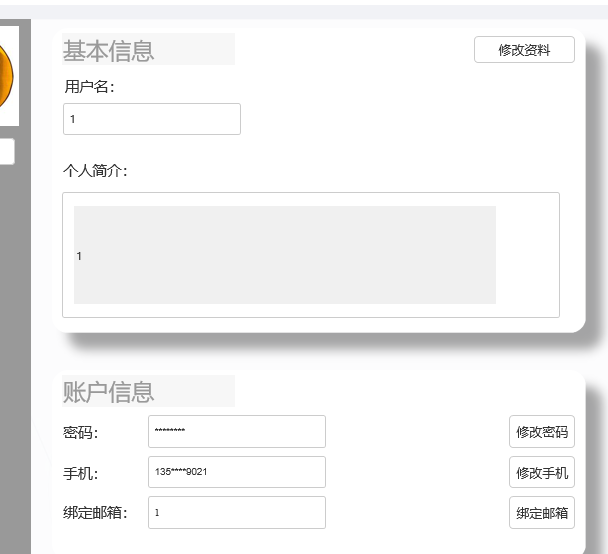 基本信息
修改资料
用户名:
1
个人简介:
1
账户信息
密码: ******** 修改密码
手机: 135****9021 修改手机
绑定邮箱: 1 绑定邮箱